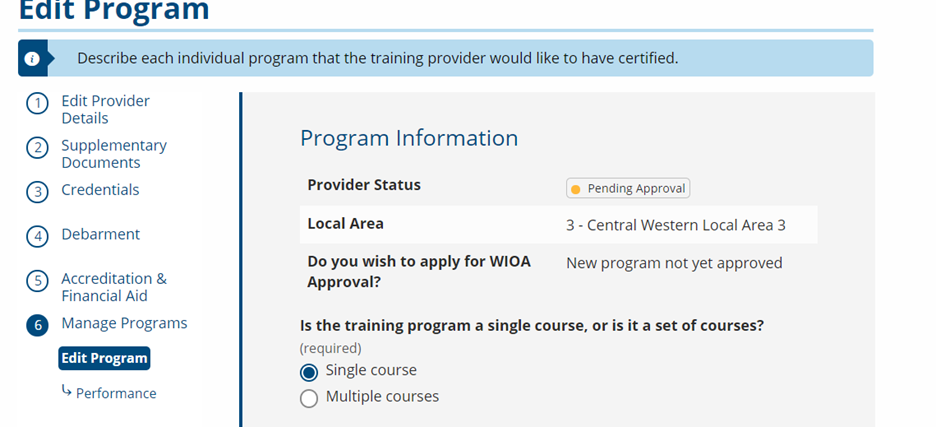 Edit Program
Describe each individual program that the training provider would like to have certified.
1 Edit Provider
Details
2 Supplementary
Documents
3 Credentials
4 Debarment
5 Accreditation &
Financial Aid
6 Manage Programs
Edit Program
Performance
Program Information
Provider Status Pending Approval
Local Area 3 - Central Western Local Area 3
Do you wish to apply for WIOA New program not yet approved
Approval?
Is the training program a single course, or is it a set of courses?
(required)
Single course
Multiple courses